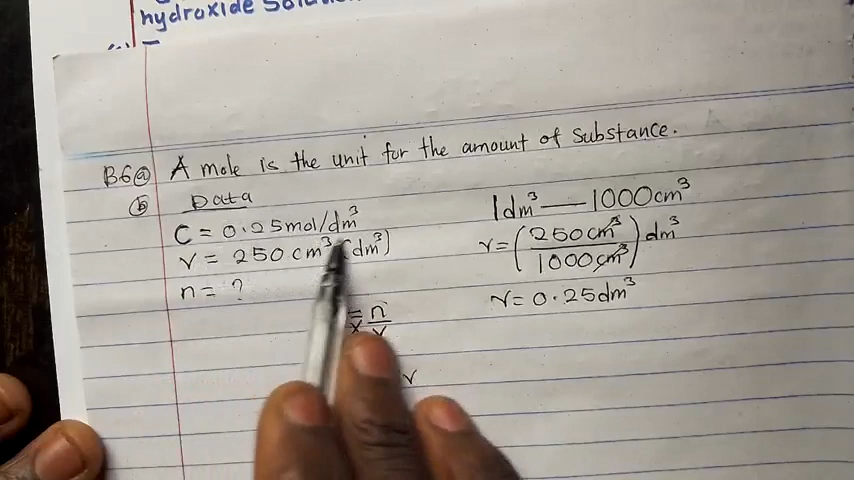 hydroxide Solution
B6(a) A mole is the unit for the amount of Substance.
(b) Data
C = 0.25mol/dm³
V = 250 cm³ (dm³)
n = ?
= n
V
V
1dm³ — 1000cm³
V = (250cm³ / 1000cm³) dm³
V = 0.25dm³